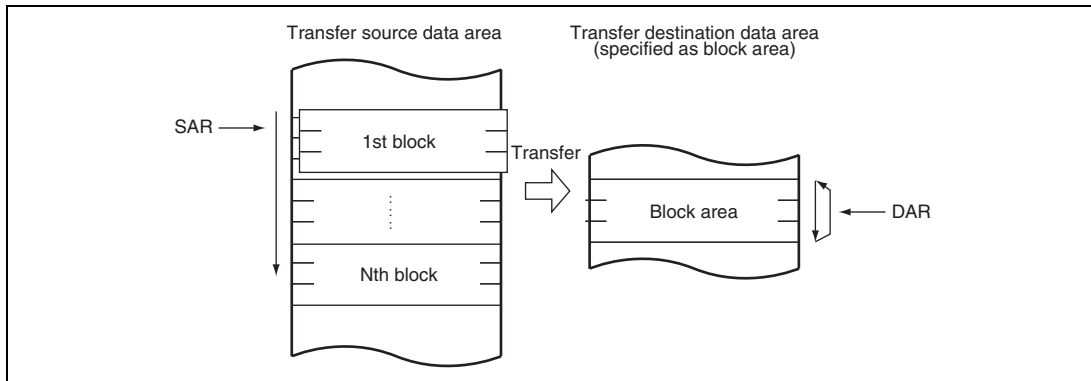 Transfer source data area
Transfer destination data area
(specified as block area)
SAR
1st block
Transfer
Block area
DAR
Nth block